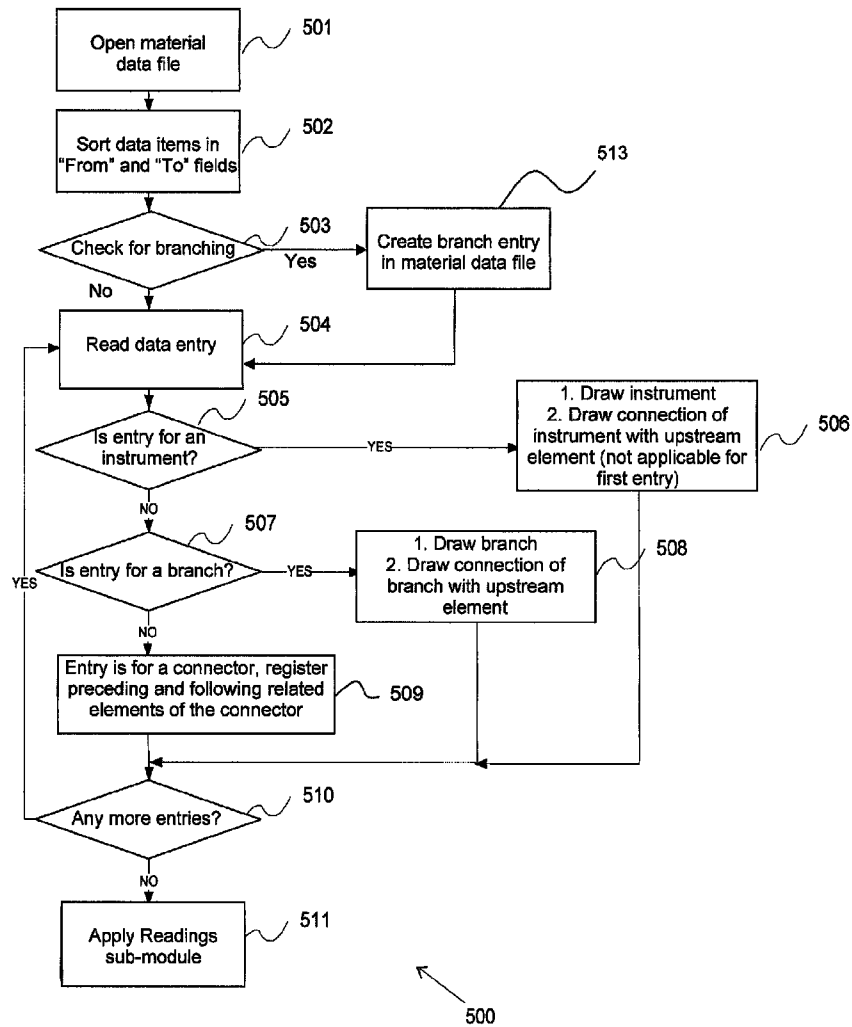 501
Open material
data file
502
Sort data items in
"From" and "To" fields
513
503
Check for branching
Yes
Create branch entry
in material data file
No
504
Read data entry
505
Is entry for an
instrument?
YES
1. Draw instrument
2. Draw connection of
instrument with upstream
element (not applicable for
first entry)
506
NO
507
Is entry for a branch?
YES
1. Draw branch
2. Draw connection of
branch with upstream
element
508
YES
NO
Entry is for a connector, register
preceding and following related
elements of the connector
509
510
Any more entries?
NO
511
Apply Readings
sub-module
500